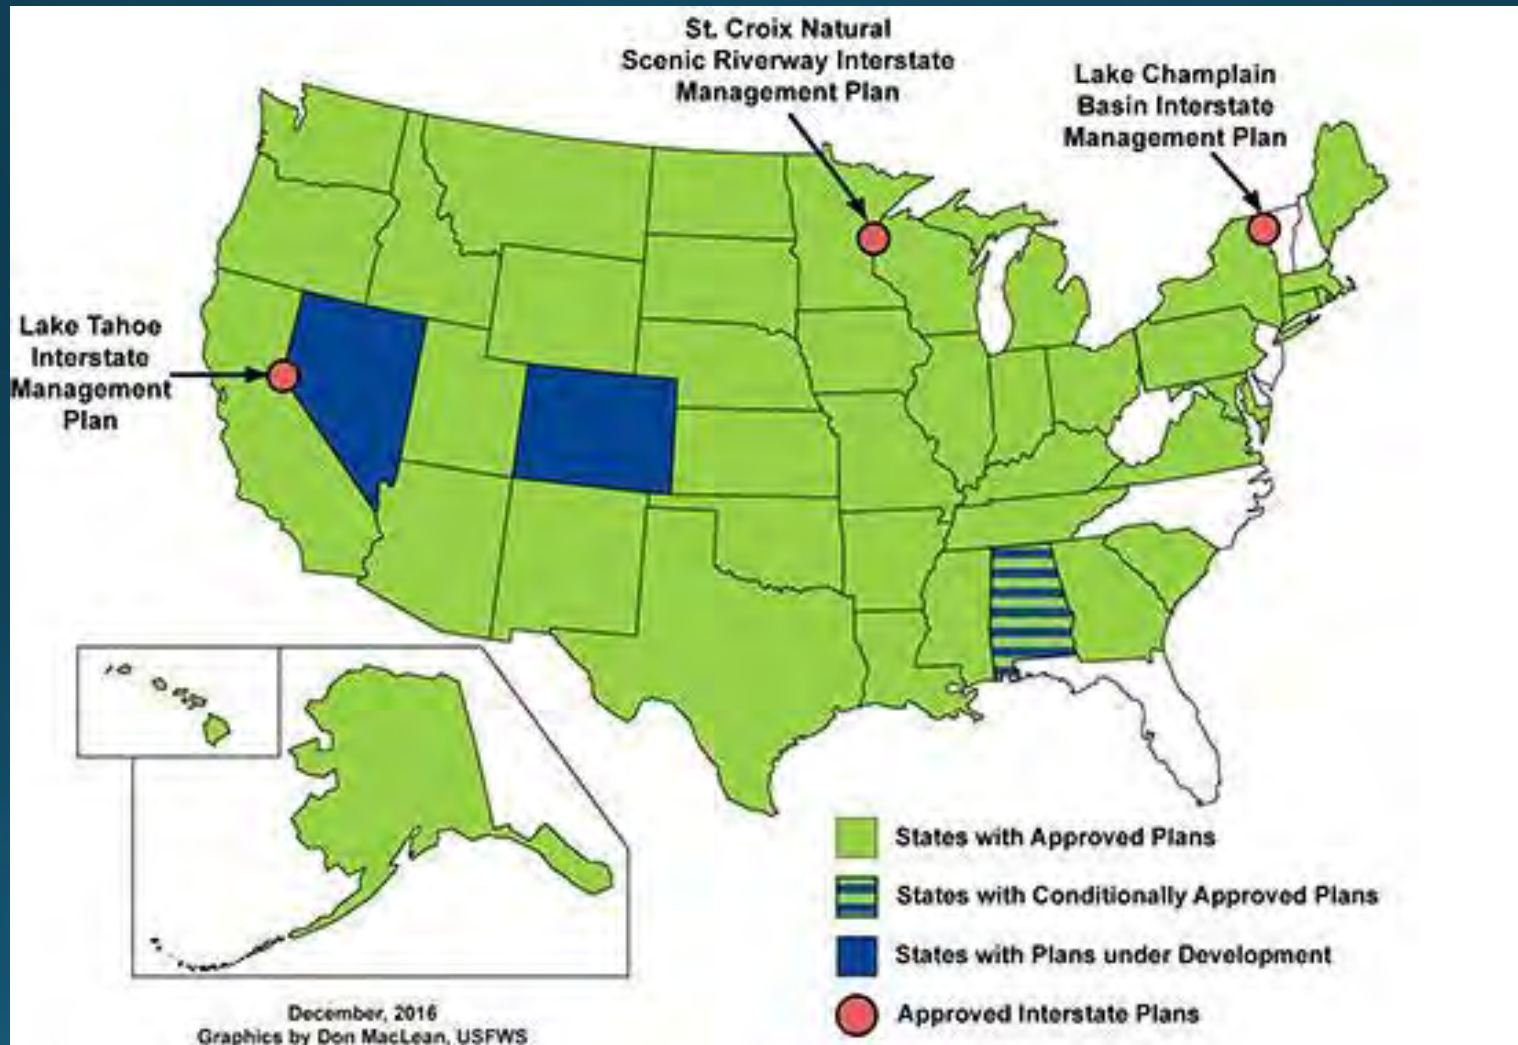 St. Croix Natural
Scenic Riverway Interstate
Management Plan
Lake Champlain
Basin Interstate
Management Plan
Lake Tahoe
Interstate
Management
Plan
States with Approved Plans
States with Conditionally Approved Plans
States with Plans under Development
Approved Interstate Plans
December, 2016
Graphics by Don MacLean, USFWS